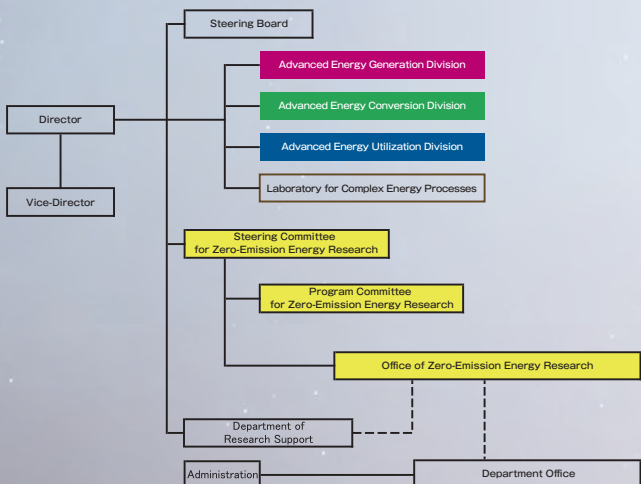 Steering Board
Advanced Energy Generation Division
Advanced Energy Conversion Division
Director
Advanced Energy Utilization Division
Laboratory for Complex Energy Processes
Vice-Director
Steering Committee
for Zero-Emission Energy Research
Program Committee
for Zero-Emission Energy Research
Office of Zero-Emission Energy Research
Department of
Research Support
Administration
Department Office